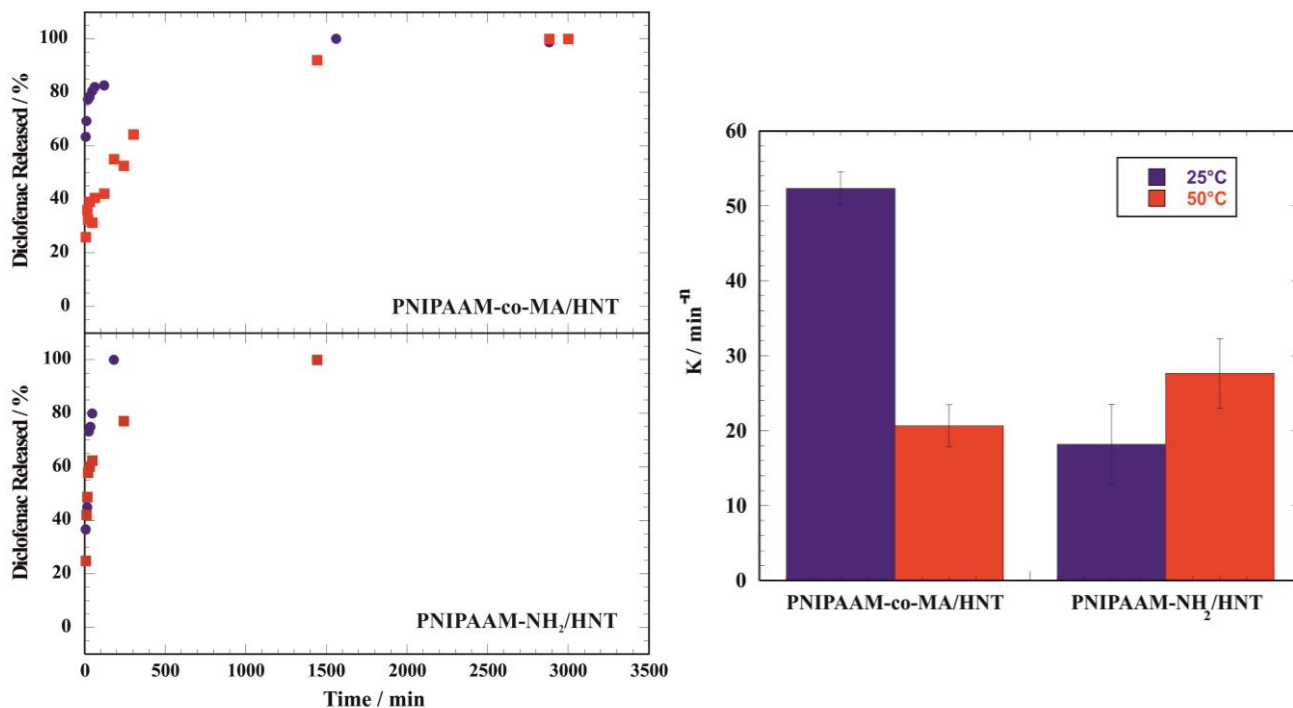 Diclofenac Released / %
100
80
60
40
20
0
PNIPAAM-co-MA/HNT
Diclofenac Released / %
100
80
60
40
20
0
PNIPAAM-NH₂/HNT
0 500 1000 1500 2000 2500 3000 3500
Time / min
K / min⁻ⁿ
60
50
40
30
20
10
0
25°C
50°C
PNIPAAM-co-MA/HNT PNIPAAM-NH₂/HNT